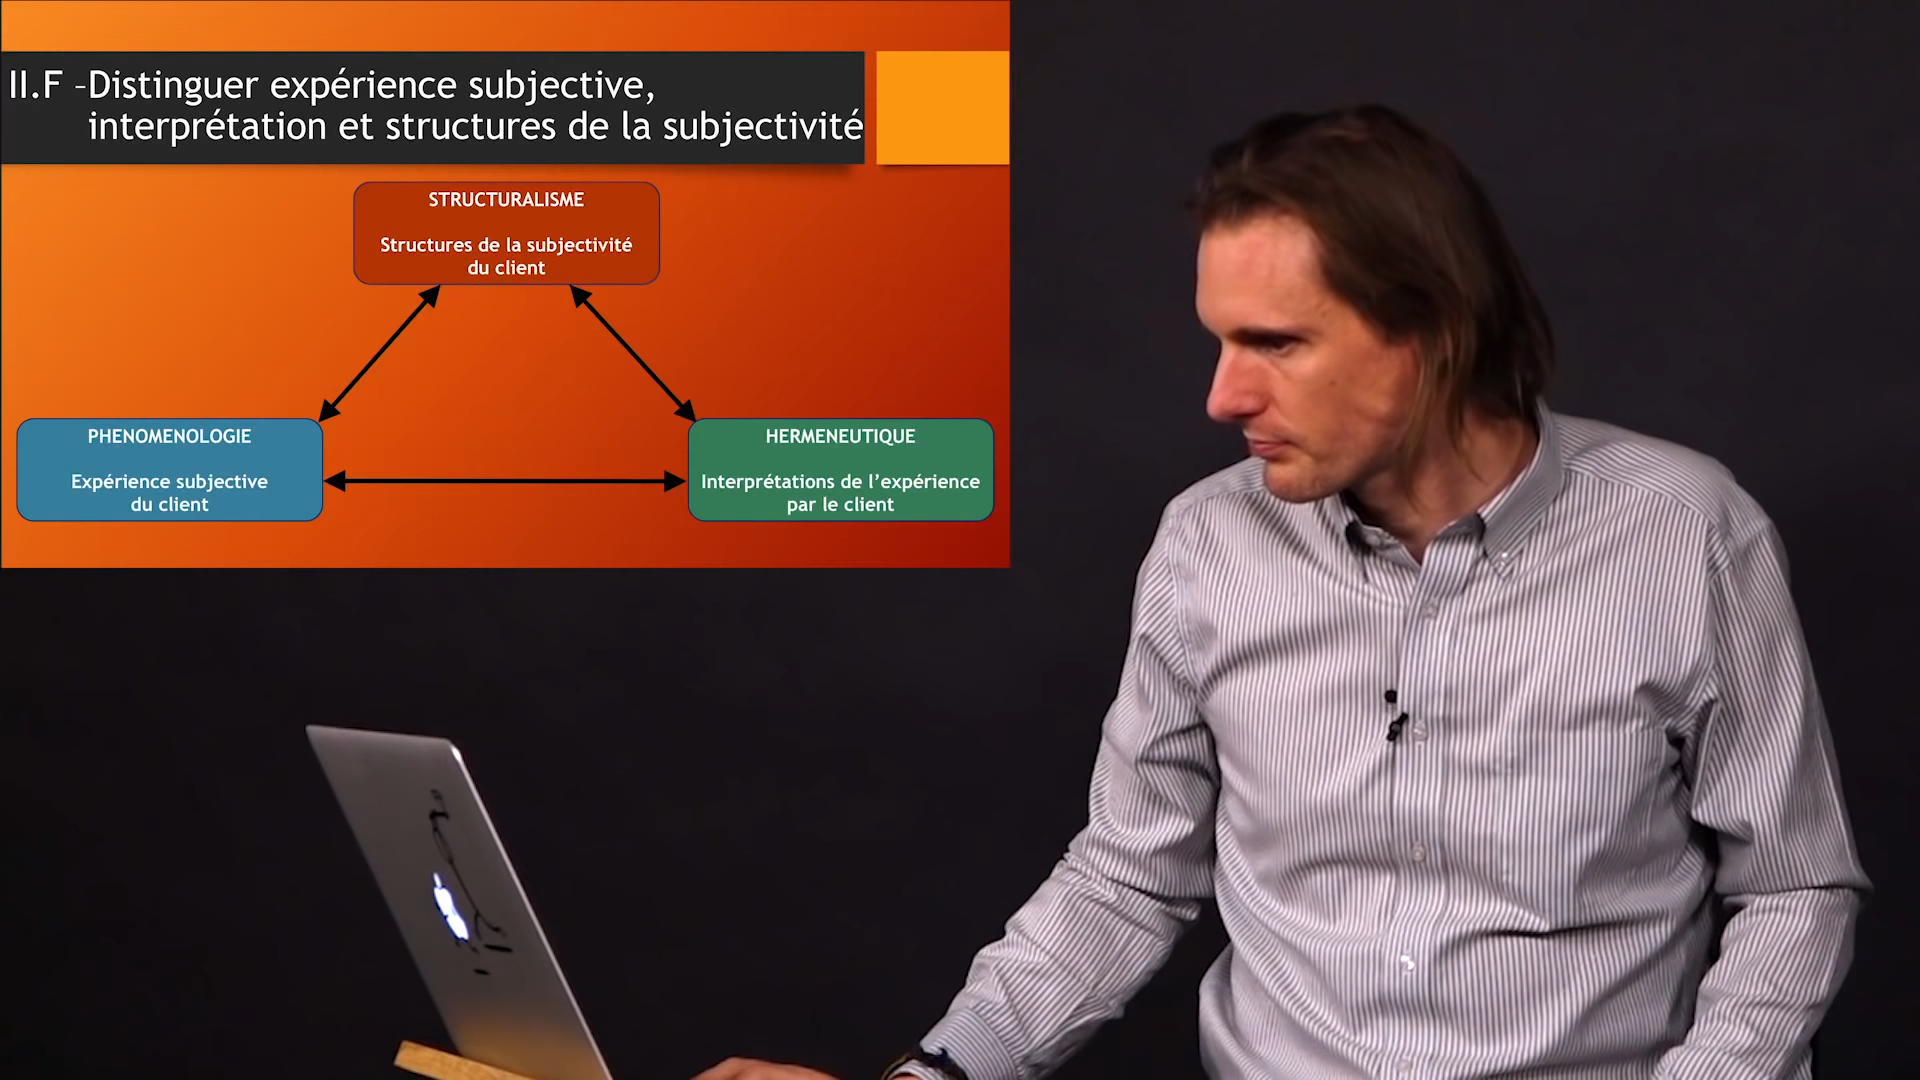 II.F –Distinguer expérience subjective,
interprétation et structures de la subjectivité
STRUCTURALISME
Structures de la subjectivité
du client
PHENOMENOLOGIE
Expérience subjective
du client
HERMENEUTIQUE
Interprétations de l’expérience
par le client